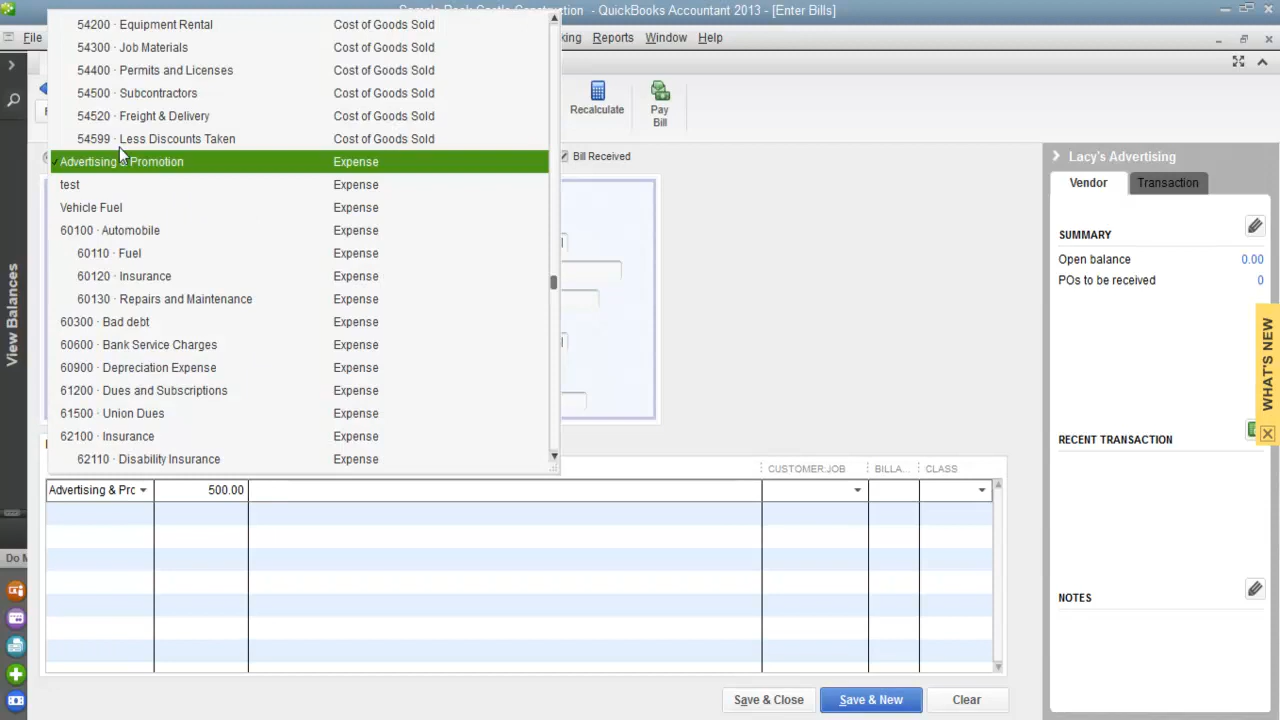 Sample Rock Castle Construction - QuickBooks Accountant 2013 - [Enter Bills]
File
Reports Window Help
54200 · Equipment Rental Cost of Goods Sold
54300 · Job Materials Cost of Goods Sold
54400 · Permits and Licenses Cost of Goods Sold
54500 · Subcontractors Cost of Goods Sold
54520 · Freight & Delivery Cost of Goods Sold
54599 · Less Discounts Taken Cost of Goods Sold
✓ Advertising & Promotion Expense
test Expense
Vehicle Fuel Expense
60100 · Automobile Expense
60110 · Fuel Expense
60120 · Insurance Expense
60130 · Repairs and Maintenance Expense
60300 · Bad debt Expense
60600 · Bank Service Charges Expense
60900 · Depreciation Expense Expense
61200 · Dues and Subscriptions Expense
61500 · Union Dues Expense
62100 · Insurance Expense
62110 · Disability Insurance Expense
Recalculate
Pay
Bill
Bill Received
View Balances
Do M
CUSTOMER:JOB BILLA... CLASS
Advertising & Prc 500.00
Save & Close Save & New Clear
Lacy's Advertising
Vendor Transaction
SUMMARY
Open balance 0.00
POs to be received 0
WHAT'S NEW
RECENT TRANSACTION
NOTES